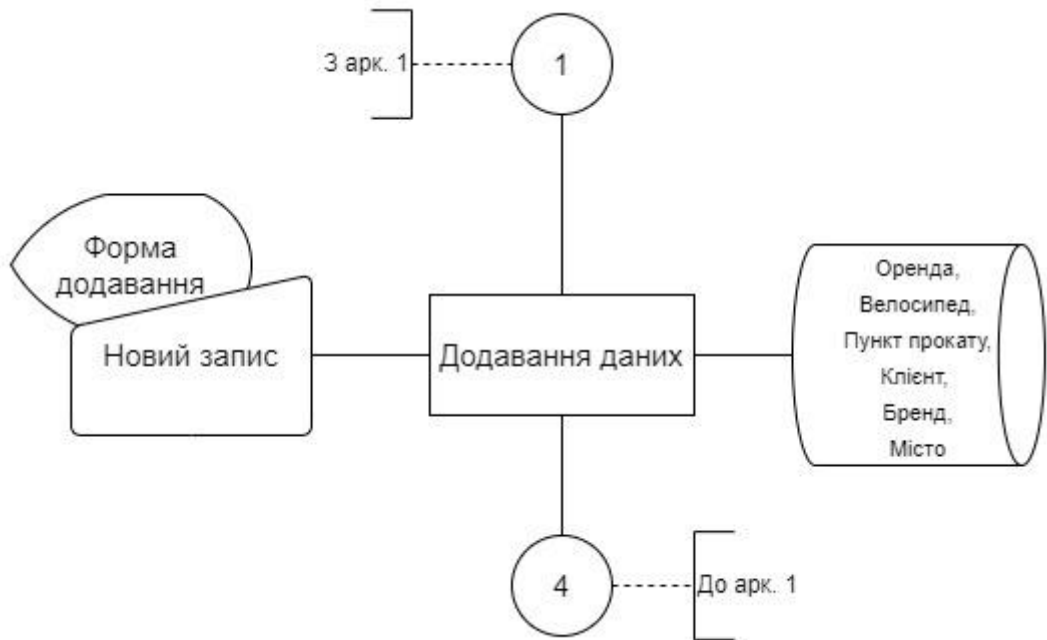 З арк. 1
1
Форма
додавання
Новий запис
Додавання даних
Оренда,
Велосипед,
Пункт прокату,
Клієнт,
Бренд,
Місто
4
До арк. 1